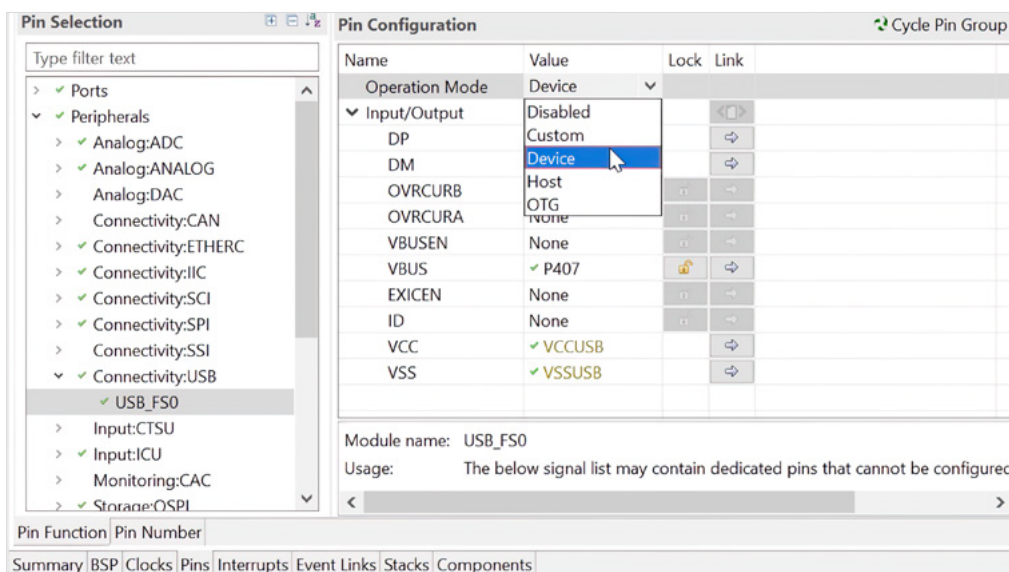 Pin Selection
Type filter text
Ports
Peripherals
Analog:ADC
Analog:ANALOG
Analog:DAC
Connectivity:CAN
Connectivity:ETHERC
Connectivity:IIC
Connectivity:SCI
Connectivity:SPI
Connectivity:SSI
Connectivity:USB
USB_FS0
Input:CTSU
Input:ICU
Monitoring:CAC
Storage:QSPI
Pin Configuration
Cycle Pin Group
Name Value Lock Link
Operation Mode Device
Input/Output Disabled
DP Custom
DM Device
OVRCURB Host
OTG
OVRCURA None
VBUSEN None
VBUS P407
EXICEN None
ID None
VCC VCCUSB
VSS VSSUSB
Module name: USB_FS0
Usage: The below signal list may contain dedicated pins that cannot be configured
Pin Function Pin Number
Summary BSP Clocks Pins Interrupts Event Links Stacks Components